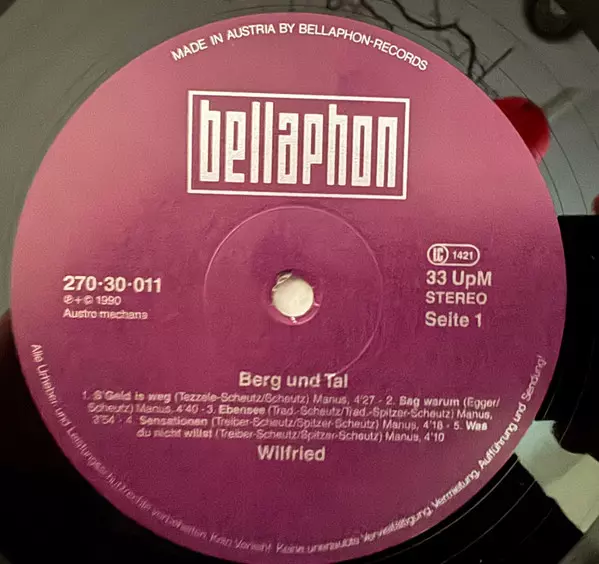 MADE IN AUSTRIA BY BELLAPHON-RECORDS
bellaphon
LC 1421
270·30·011
℗+© 1990
Austro mechana
33 UpM
STEREO
Seite 1
Berg und Tal
1. S'Geld is weg (Tezzele-Scheutz/Scheutz) Manus, 4'27 - 2. Sag warum (Egger/
Scheutz) Manus, 4'40 - 3. Ebensee (Trad.-Scheutz/Trad.-Spitzer-Scheutz) Manus,
3'54 - 4. Sensationen (Treiber-Scheutz/Spitzer-Scheutz) Manus, 4'18 - 5. Was
du nicht willst (Treiber-Scheutz/Spitzer-Scheutz) Manus, 4'10
Wilfried
Alle Urheber- und Leistungsschutzrechte vorbehalten. Kein Verleih! Keine unerlaubte Vervielfältigung, Vermietung, Aufführung und Sendung!